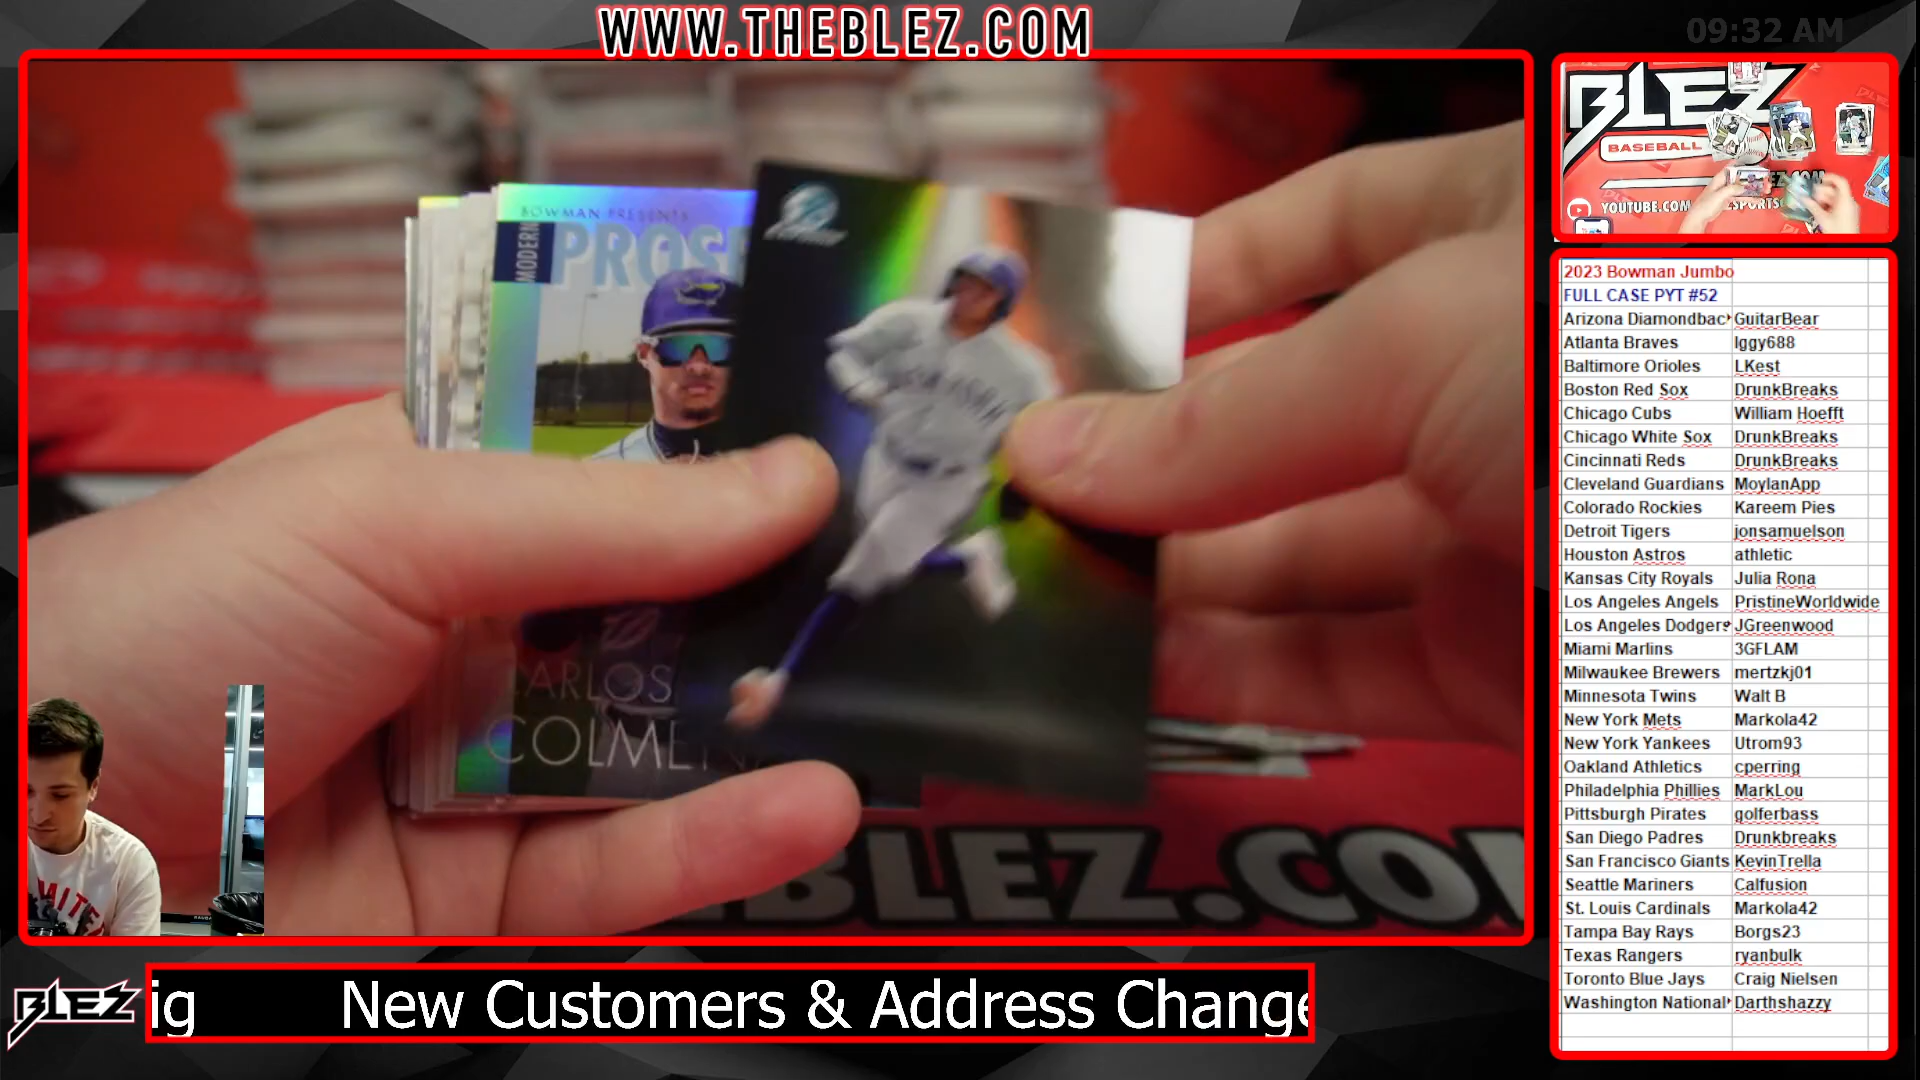 WWW.THEBLEZ.COM
09:32 AM
BOWMAN PRESENTS
MODERN
PROSP
CARLOS
COLME
BLEZ.CO
BLEZ
BASEBALL
YOUTUBE.COM
2023 Bowman Jumbo
FULL CASE PYT #52
Arizona Diamondbac GuitarBear
Atlanta Braves Iggy688
Baltimore Orioles LKest
Boston Red Sox DrunkBreaks
Chicago Cubs William Hoefft
Chicago White Sox DrunkBreaks
Cincinnati Reds DrunkBreaks
Cleveland Guardians MoylanApp
Colorado Rockies Kareem Pies
Detroit Tigers jonsamuelson
Houston Astros athletic
Kansas City Royals Julia Rona
Los Angeles Angels PristineWorldwide
Los Angeles Dodgers JGreenwood
Miami Marlins 3GFLAM
Milwaukee Brewers mertzkj01
Minnesota Twins Walt B
New York Mets Markola42
New York Yankees Utrom93
Oakland Athletics cperring
Philadelphia Phillies MarkLou
Pittsburgh Pirates golferbass
San Diego Padres Drunkbreaks
San Francisco Giants KevinTrella
Seattle Mariners Calfusion
St. Louis Cardinals Markola42
Tampa Bay Rays Borgs23
Texas Rangers ryanbulk
Toronto Blue Jays Craig Nielsen
Washington National Darthshazzy
BLEZ
ig New Customers & Address Change